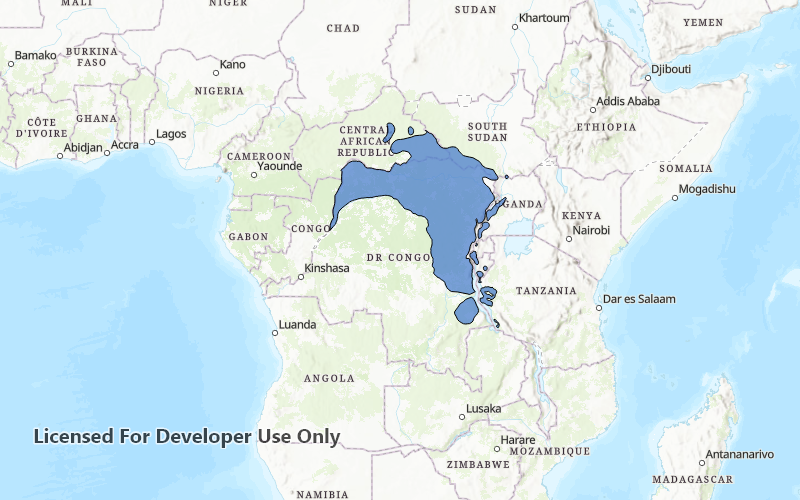 MALI
NIGER
SUDAN
Khartoum
YEMEN
CHAD
Bamako
BURKINA
FASO
Kano
Djibouti
NIGERIA
Addis Ababa
CÔTE
D'IVOIRE
GHANA
Lagos
CENTRAL
AFRICAN
REPUBLIC
SOUTH
SUDAN
ETHIOPIA
Abidjan
Accra
CAMEROON
Yaounde
SOMALIA
Mogadishu
GANDA
KENYA
CONGO
GABON
Nairobi
DR CONGO
Kinshasa
TANZANIA
Dar es Salaam
Luanda
ANGOLA
Lusaka
Licensed For Developer Use Only
Harare
MOZAMBIQUE
ZIMBABWE
Antananarivo
MADAGASCAR
NAMIBIA